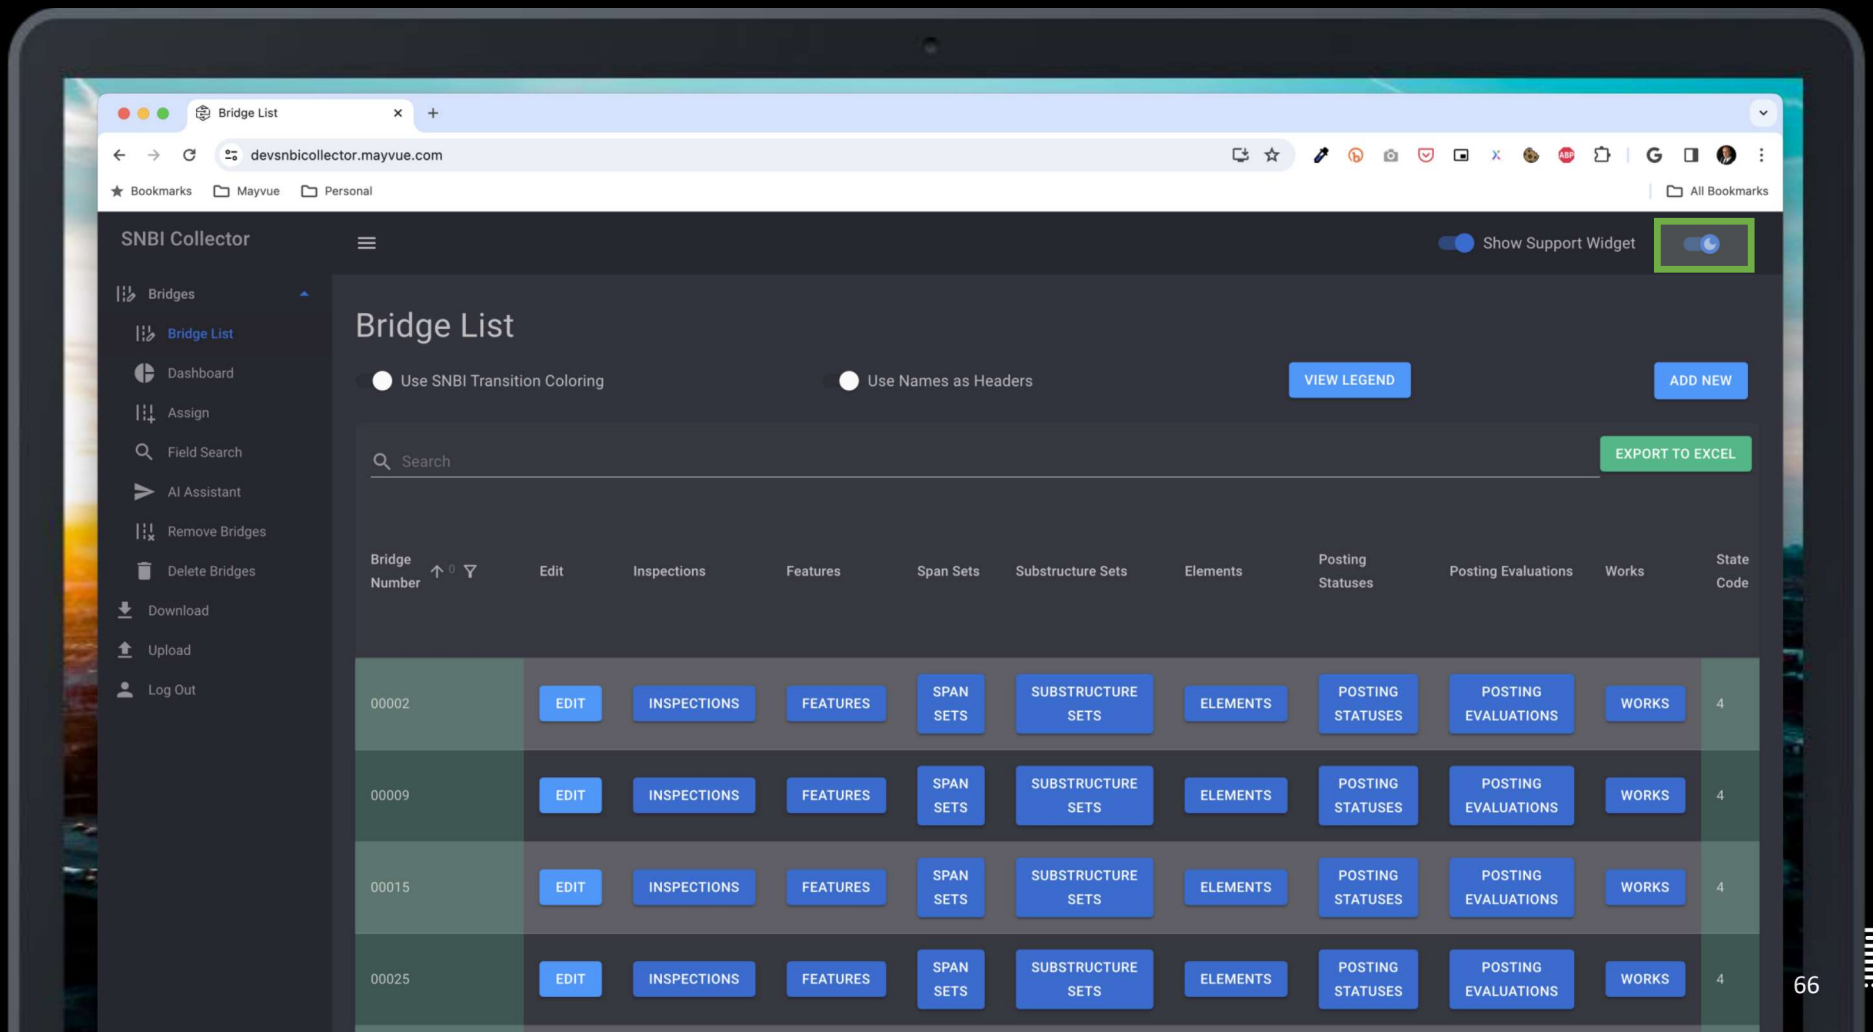 Bridge List
devsnbicollector.mayvue.com
ABP
G
Bookmarks
Mayvue
Personal
All Bookmarks
SNBI Collector
Show Support Widget
Bridges
Bridge List
Dashboard
Assign
Field Search
AI Assistant
Remove Bridges
Delete Bridges
Download
Upload
Log Out
Bridge List
Use SNBI Transition Coloring
Use Names as Headers
VIEW LEGEND
ADD NEW
Search
EXPORT TO EXCEL
Bridge
Number
0
Edit
Inspections
Features
Span Sets
Substructure Sets
Elements
Posting
Statuses
Posting Evaluations
Works
State
Code
00002
EDIT
INSPECTIONS
FEATURES
SPAN
SETS
SUBSTRUCTURE
SETS
ELEMENTS
POSTING
STATUSES
POSTING
EVALUATIONS
WORKS
4
00009
EDIT
INSPECTIONS
FEATURES
SPAN
SETS
SUBSTRUCTURE
SETS
ELEMENTS
POSTING
STATUSES
POSTING
EVALUATIONS
WORKS
4
00015
EDIT
INSPECTIONS
FEATURES
SPAN
SETS
SUBSTRUCTURE
SETS
ELEMENTS
POSTING
STATUSES
POSTING
EVALUATIONS
WORKS
4
00025
EDIT
INSPECTIONS
FEATURES
SPAN
SETS
SUBSTRUCTURE
SETS
ELEMENTS
POSTING
STATUSES
POSTING
EVALUATIONS
WORKS
4
66